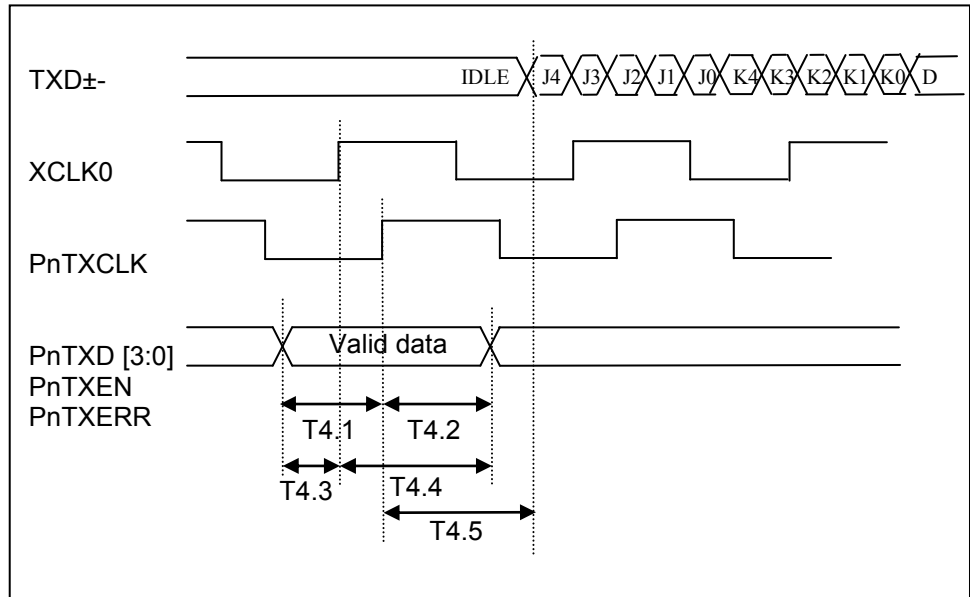 TXD±-
IDLE J4 J3 J2 J1 J0 K4 K3 K2 K1 K0 D
XCLK0
PnTXCLK
PnTXD [3:0]
PnTXEN
PnTXERR
Valid data
T4.1 T4.2
T4.3 T4.4
T4.5